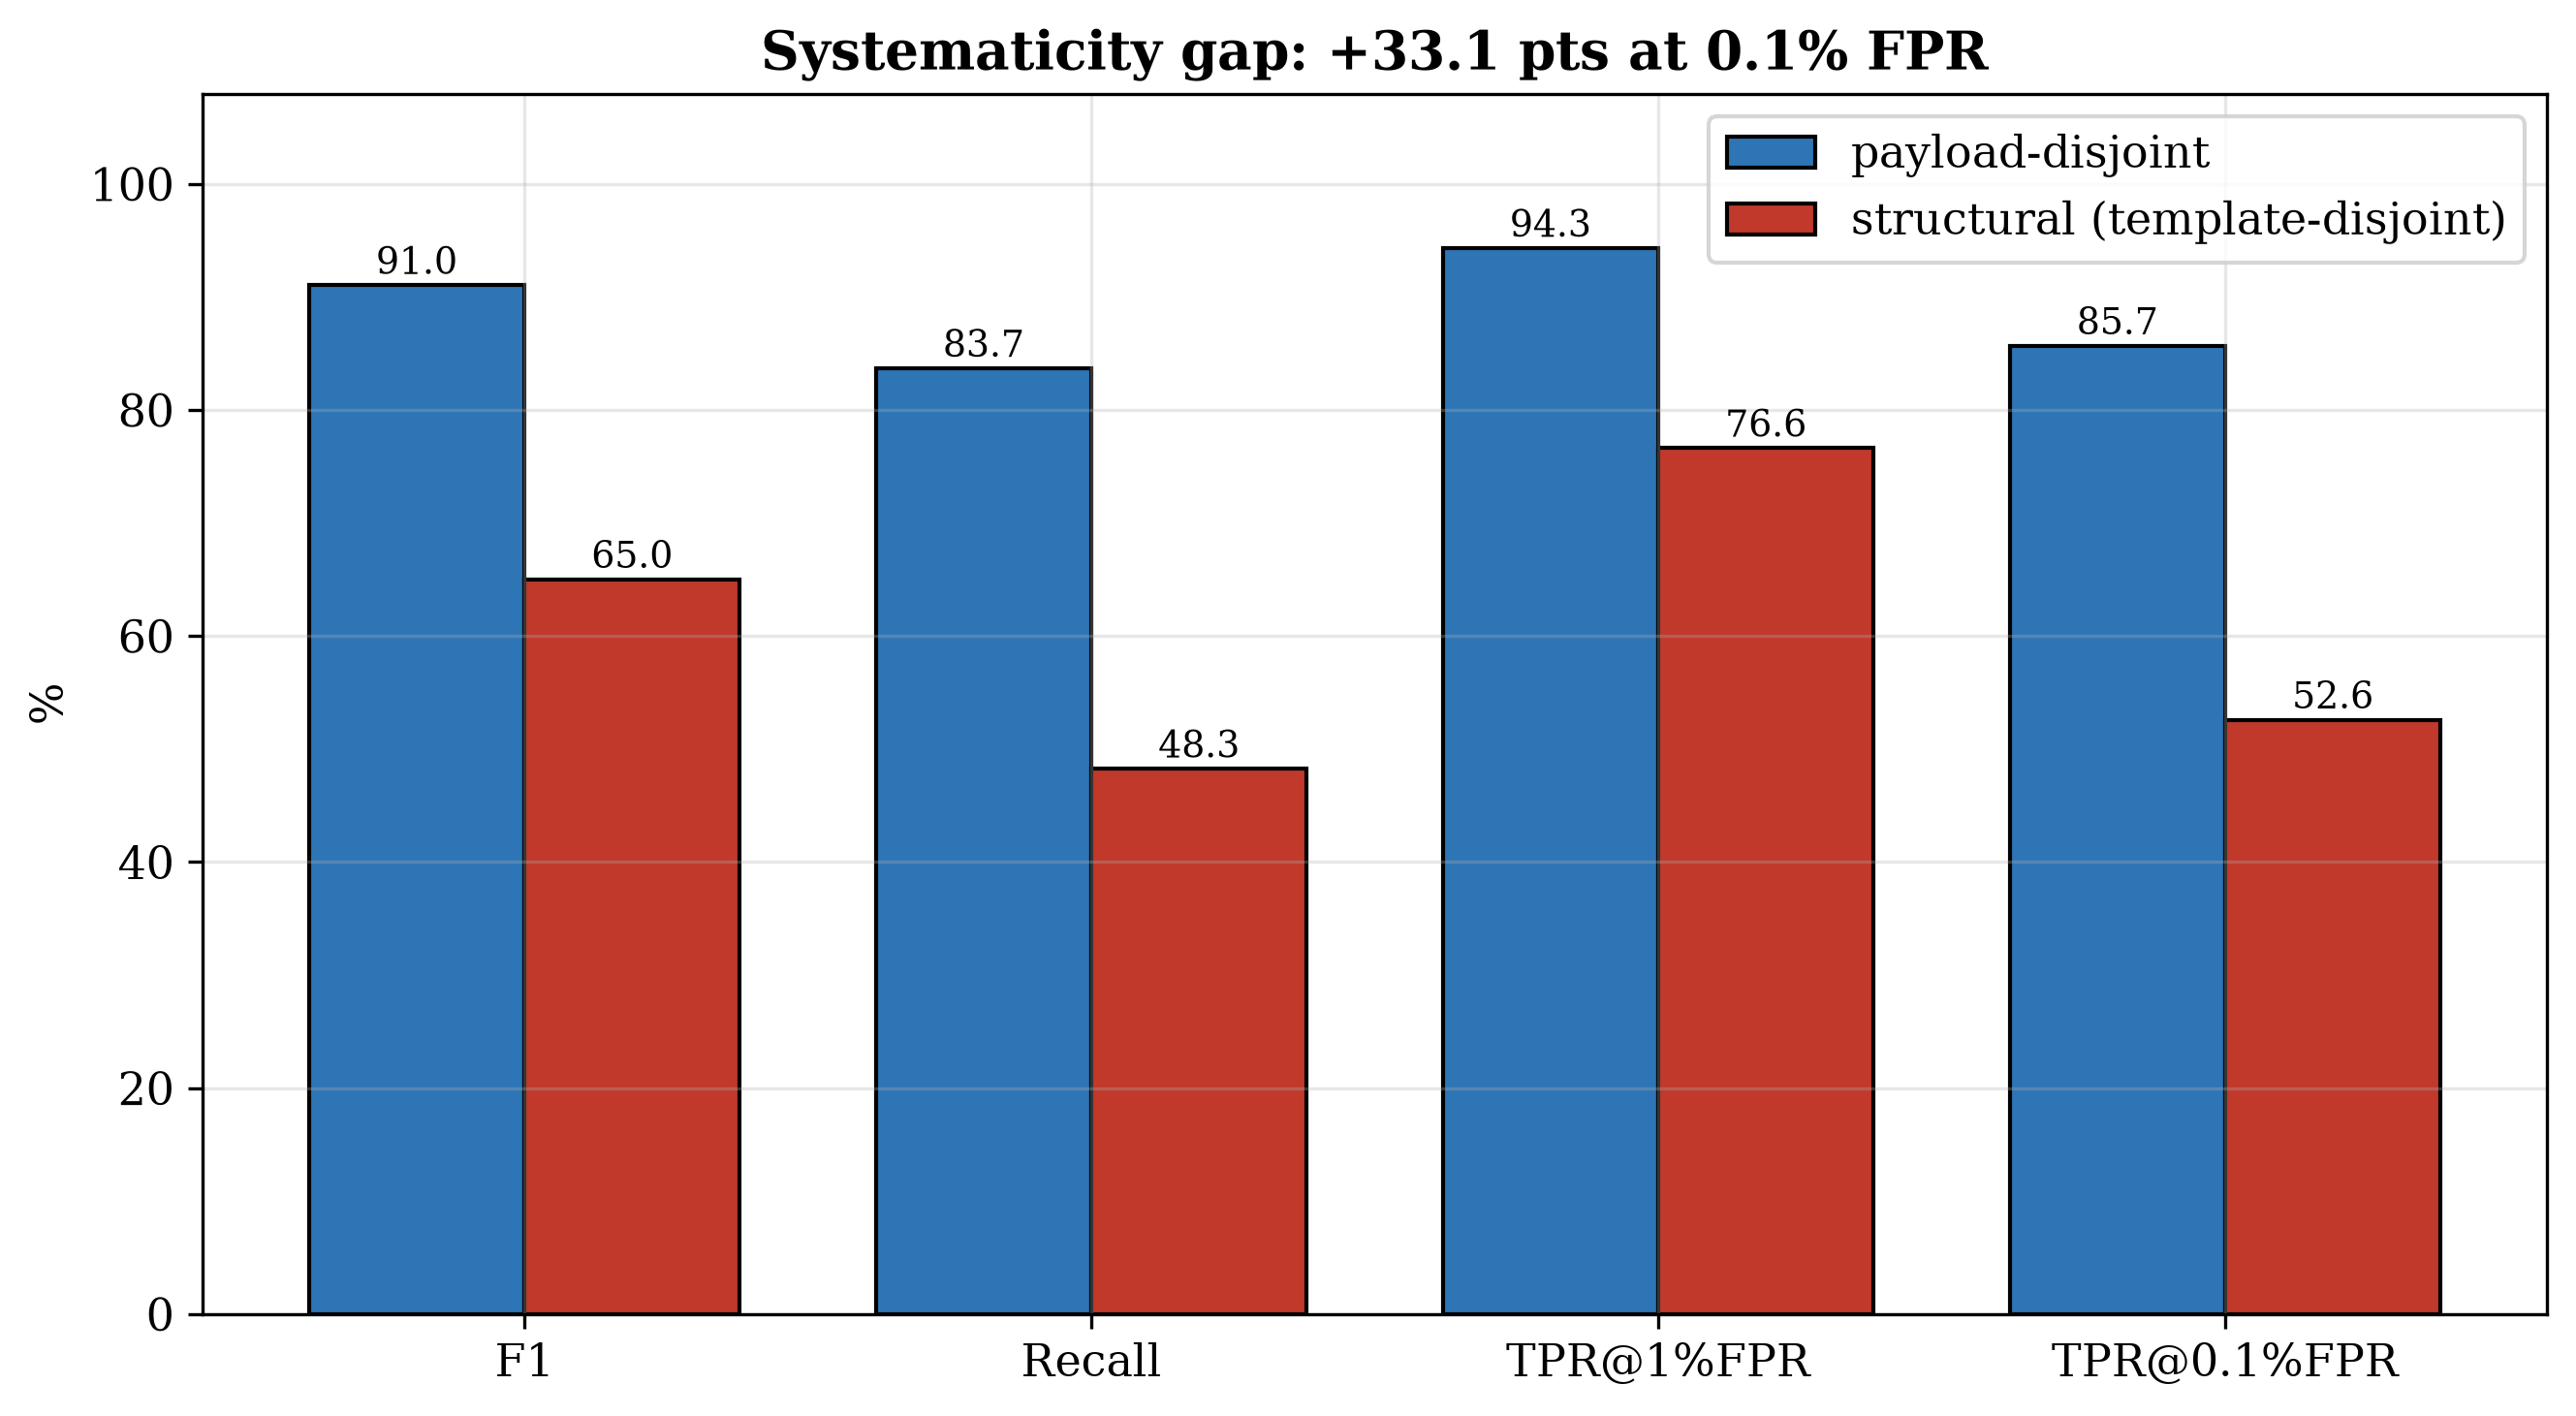 Systematicity gap: +33.1 pts at 0.1% FPR
payload-disjoint
structural (template-disjoint)
%
100
80
60
40
20
0
91.0
65.0
83.7
48.3
94.3
76.6
85.7
52.6
F1
Recall
TPR@1%FPR
TPR@0.1%FPR